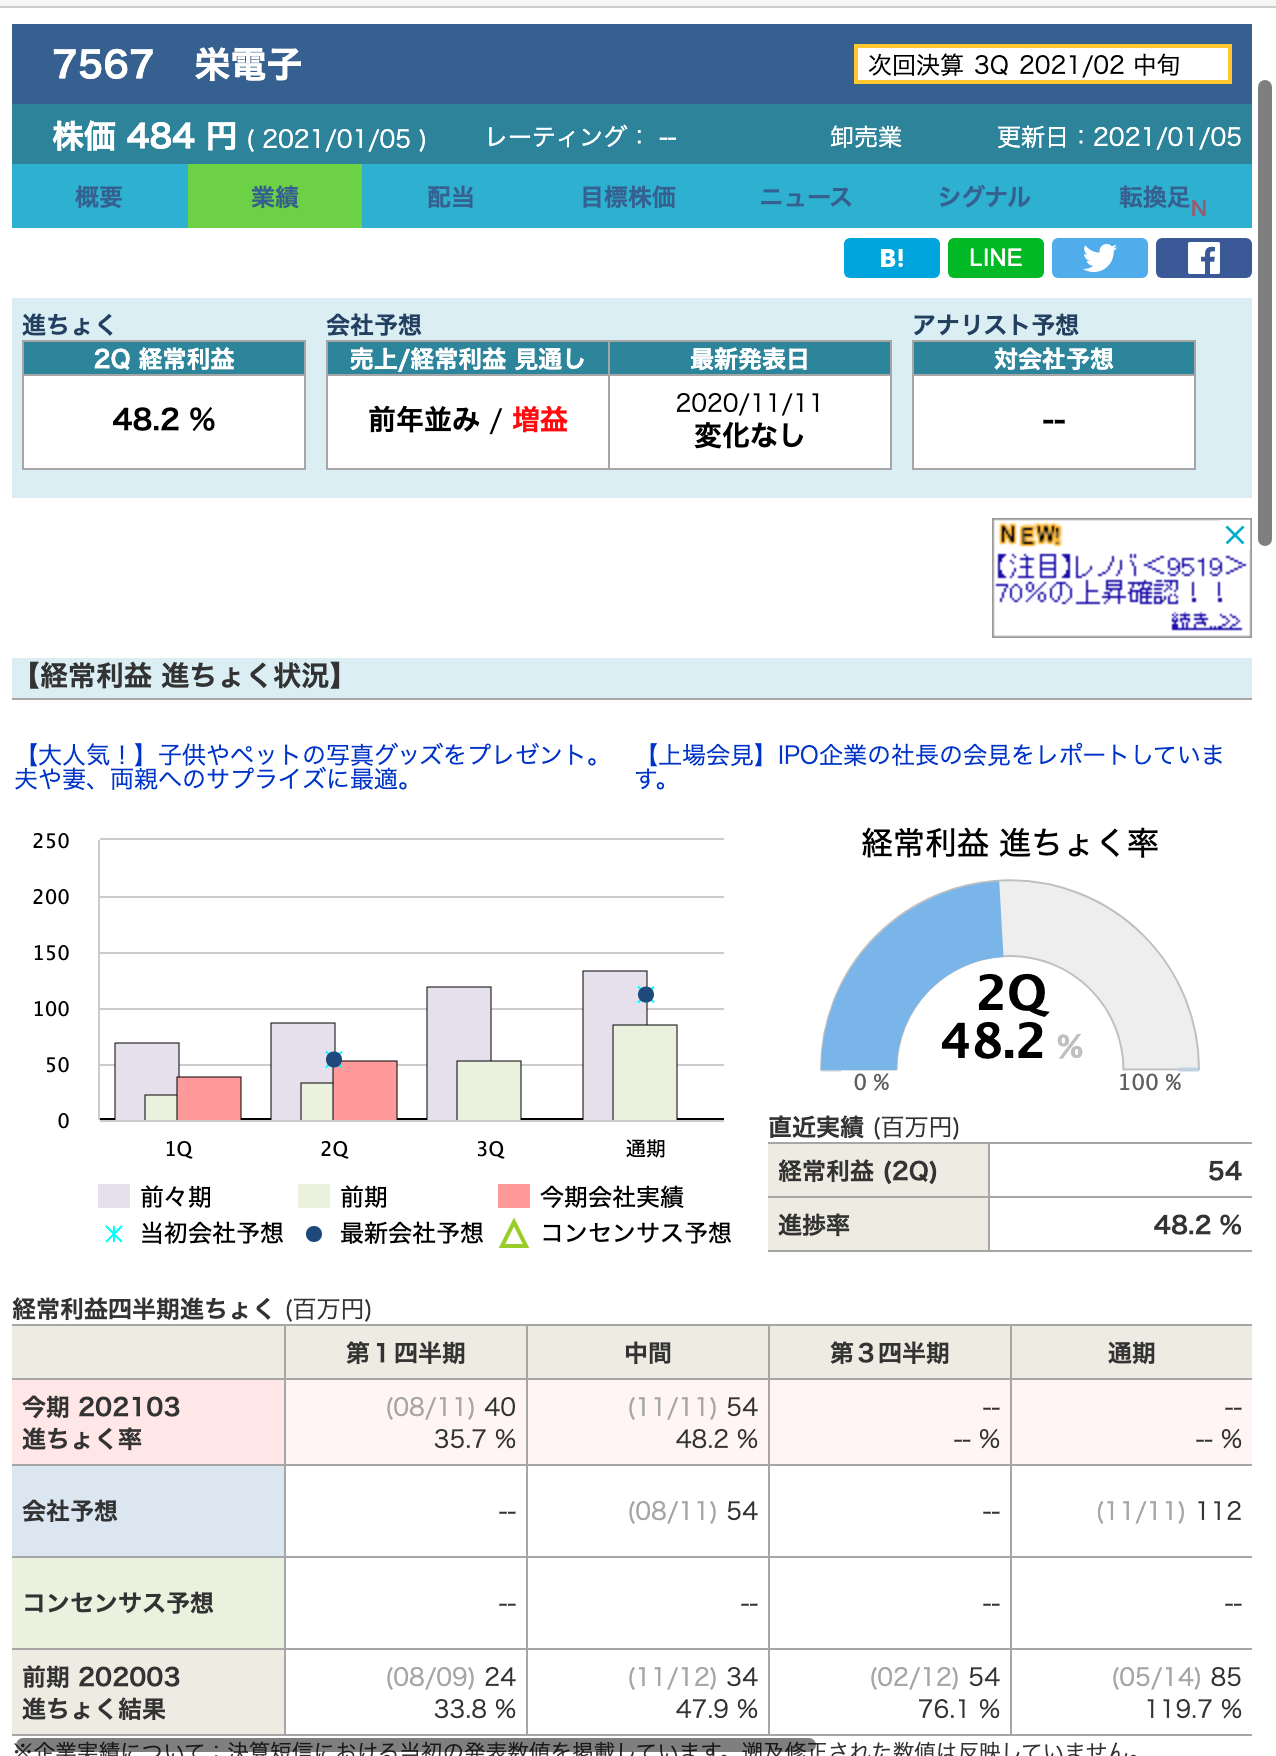 7567　栄電子
次回決算 3Q 2021/02 中旬
株価 484 円 ( 2021/01/05 )
レーティング： --
卸売業
更新日：2021/01/05
概要
業績
配当
目標株価
ニュース
シグナル
転換足N
B!
LINE
進ちょく
2Q 経常利益
48.2 %
会社予想
売上/経常利益 見通し
最新発表日
前年並み / 増益
2020/11/11
変化なし
アナリスト予想
対会社予想
--
NEW!
【注目】レノバ<9519>
70%の上昇確認！！
続き..>>
【経常利益 進ちょく状況】
【大人気！】子供やペットの写真グッズをプレゼント。
夫や妻、両親へのサプライズに最適。
【上場会見】IPO企業の社長の会見をレポートしていま
す。
250
200
150
100
50
0
1Q
2Q
3Q
通期
前々期
前期
今期会社実績
当初会社予想
最新会社予想
コンセンサス予想
経常利益 進ちょく率
2Q
48.2 %
0 %
100 %
直近実績 (百万円)
経常利益 (2Q) 54
進捗率 48.2 %
経常利益四半期進ちょく (百万円)
第１四半期 中間 第３四半期 通期
今期 202103 (08/11) 40 (11/11) 54 -- --
進ちょく率 35.7 % 48.2 % -- % -- %
会社予想 -- (08/11) 54 -- (11/11) 112
コンセンサス予想 -- -- -- --
前期 202003 (08/09) 24 (11/12) 34 (02/12) 54 (05/14) 85
進ちょく結果 33.8 % 47.9 % 76.1 % 119.7 %
※企業実績について：決算短信における当初の発表数値を掲載しています。遡及修正された数値は反映していません。